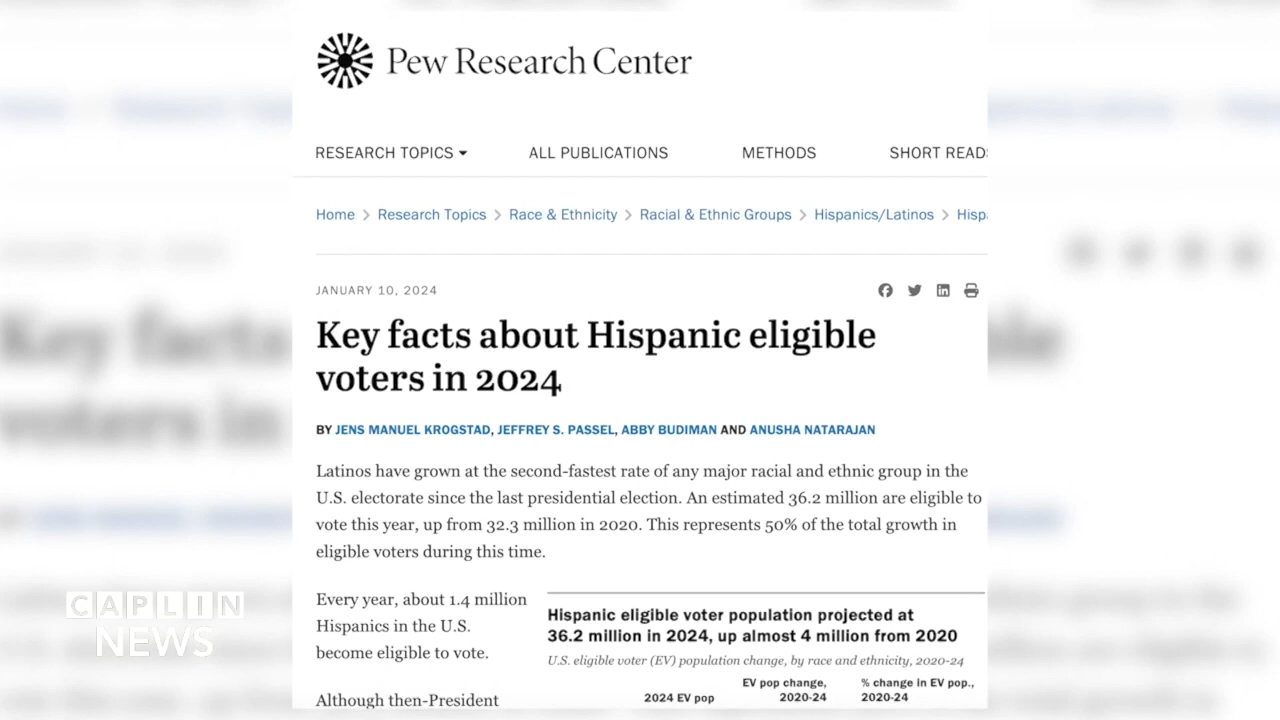 Pew Research Center
RESEARCH TOPICS ALL PUBLICATIONS METHODS SHORT READ
Home > Research Topics > Race & Ethnicity > Racial & Ethnic Groups > Hispanics/Latinos > Hisp
JANUARY 10, 2024
Key facts about Hispanic eligible
voters in 2024
BY JENS MANUEL KROGSTAD, JEFFREY S. PASSEL, ABBY BUDIMAN AND ANUSHA NATARAJAN
Latinos have grown at the second-fastest rate of any major racial and ethnic group in the
U.S. electorate since the last presidential election. An estimated 36.2 million are eligible to
vote this year, up from 32.3 million in 2020. This represents 50% of the total growth in
eligible voters during this time.
Every year, about 1.4 million
Hispanics in the U.S.
become eligible to vote.
Although then-President
Hispanic eligible voter population projected at
36.2 million in 2024, up almost 4 million from 2020
U.S. eligible voter (EV) population change, by race and ethnicity, 2020-24
2024 EV pop
EV pop change,
2020-24
% change in EV pop.,
2020-24
CAPLIN
NEWS